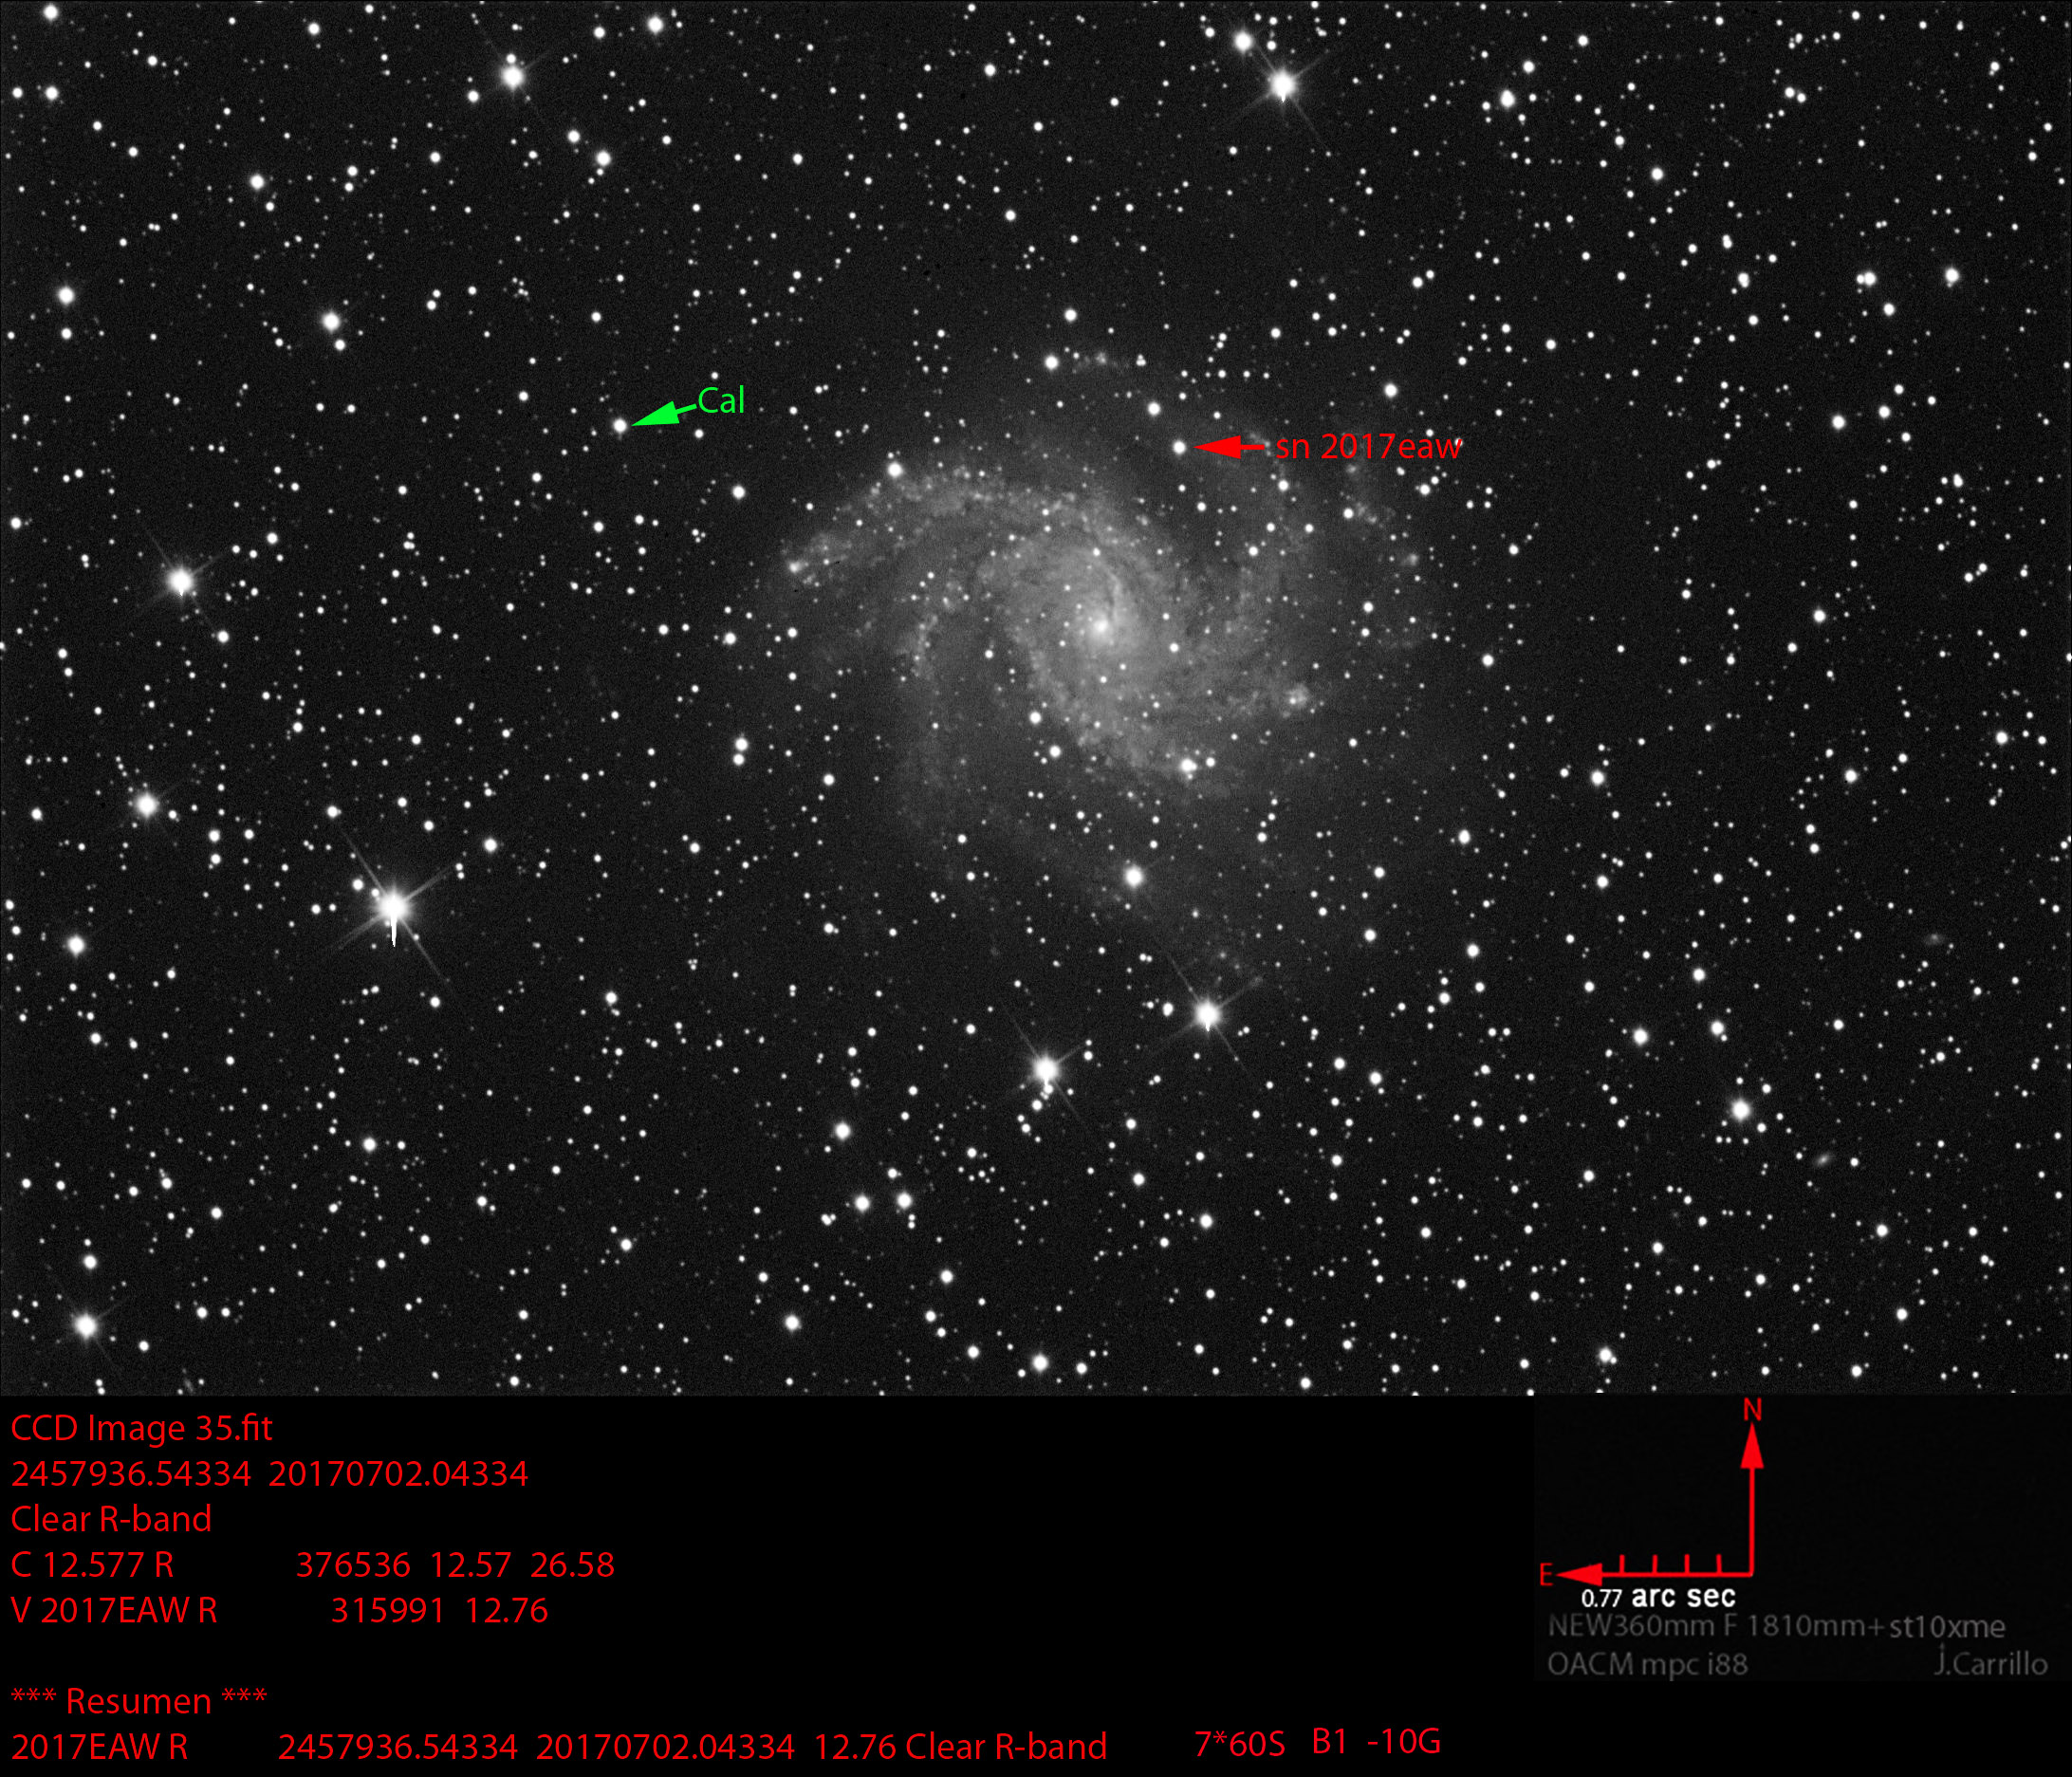 Cal
sn 2017eaw
CCD Image 35.fit
2457936.54334 20170702.04334
Clear R-band
C 12.577 R 376536 12.57 26.58
V 2017EAW R 315991 12.76
*** Resumen ***
2017EAW R 2457936.54334 20170702.04334 12.76 Clear R-band 7*60S B1 -10G
N
E
0.77 arc sec
NEW360mm F 1810mm+st10xme
OACM mpc i88 J.Carrillo